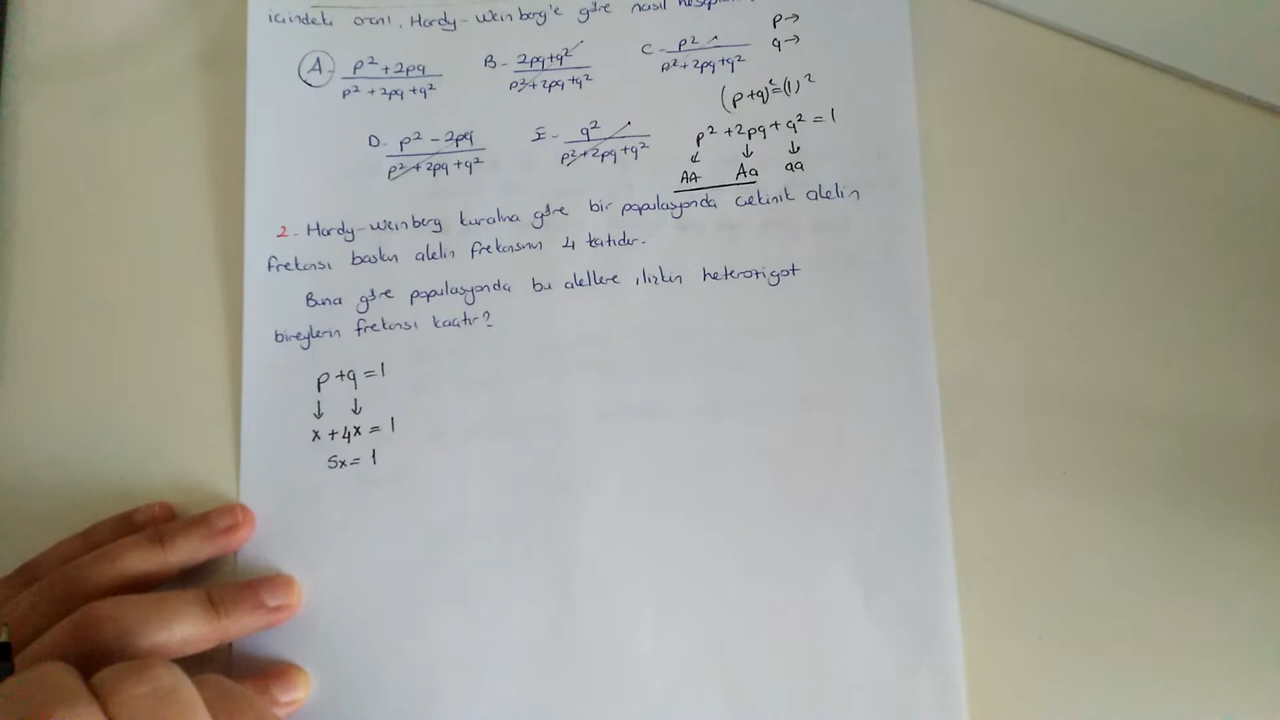 içindeki oranı, Hardy-Weinberg'e göre nasıl
p→
q→
A- p²+2pq / p²+2pq+q²
B- 2pq+q² / p²+2pq+q²
C- p² / p²+2pq+q²
(p+q)²=(1)²
D- p²-2pq / p²+2pq+q²
E- q² / p²+2pq+q²
p²+2pq+q²=1
↓ ↓ ↓
AA Aa aa
2- Hardy-Weinberg kuralına göre bir populasyonda çekinik alelin
frekansı baskın alelin frekansının 4 katıdır.
Buna göre populasyonda bu alellere ilişkin heterozigot
bireylerin frekansı kaçtır?
p+q=1
↓ ↓
x+4x=1
5x=1